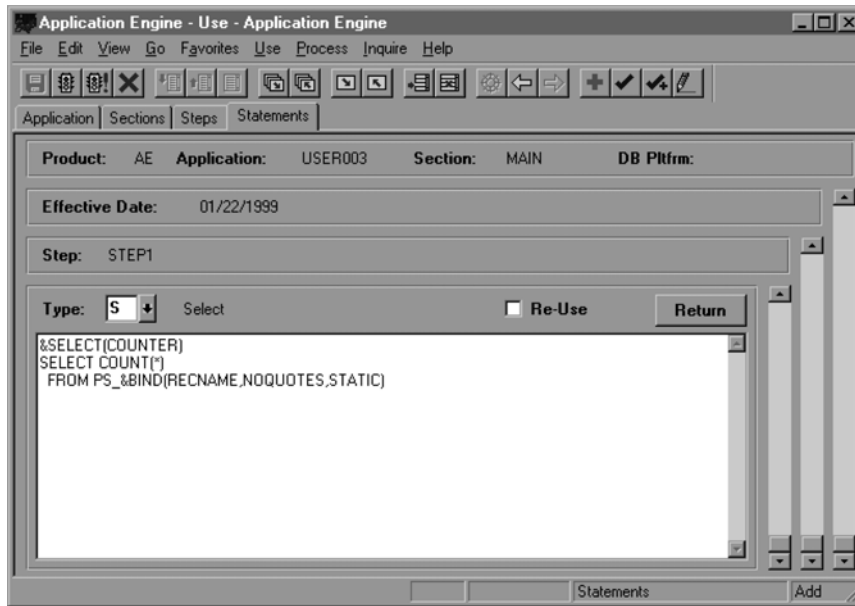 Application Engine - Use - Application Engine
File Edit View Go Favorites Use Process Inquire Help
Application Sections Steps Statements
Product: AE Application: USER003 Section: MAIN DB Pltfrm:
Effective Date: 01/22/1999
Step: STEP1
Type: S Select Re-Use Return
&SELECT(COUNTER)
SELECT COUNT(*)
FROM PS_&BIND(RECNAME,NOQUOTES,STATIC)
Statements Add